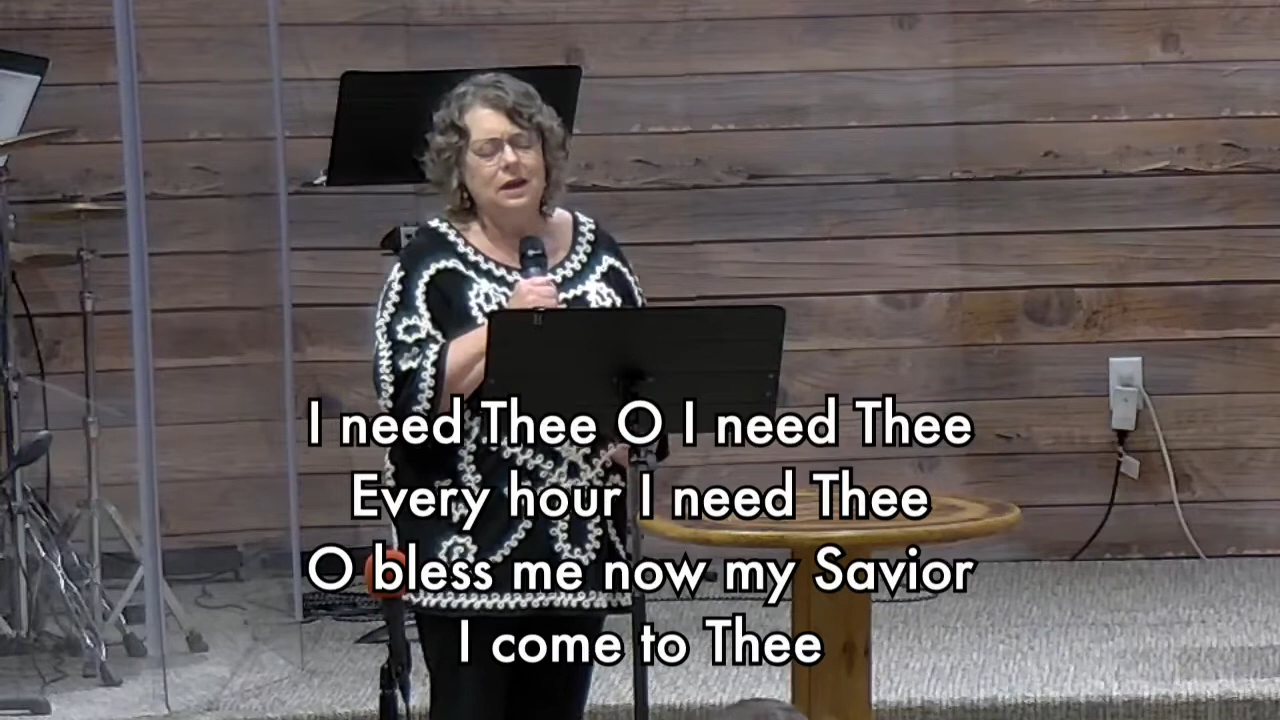 I need Thee O I need Thee
Every hour I need Thee
O bless me now my Savior
I come to Thee